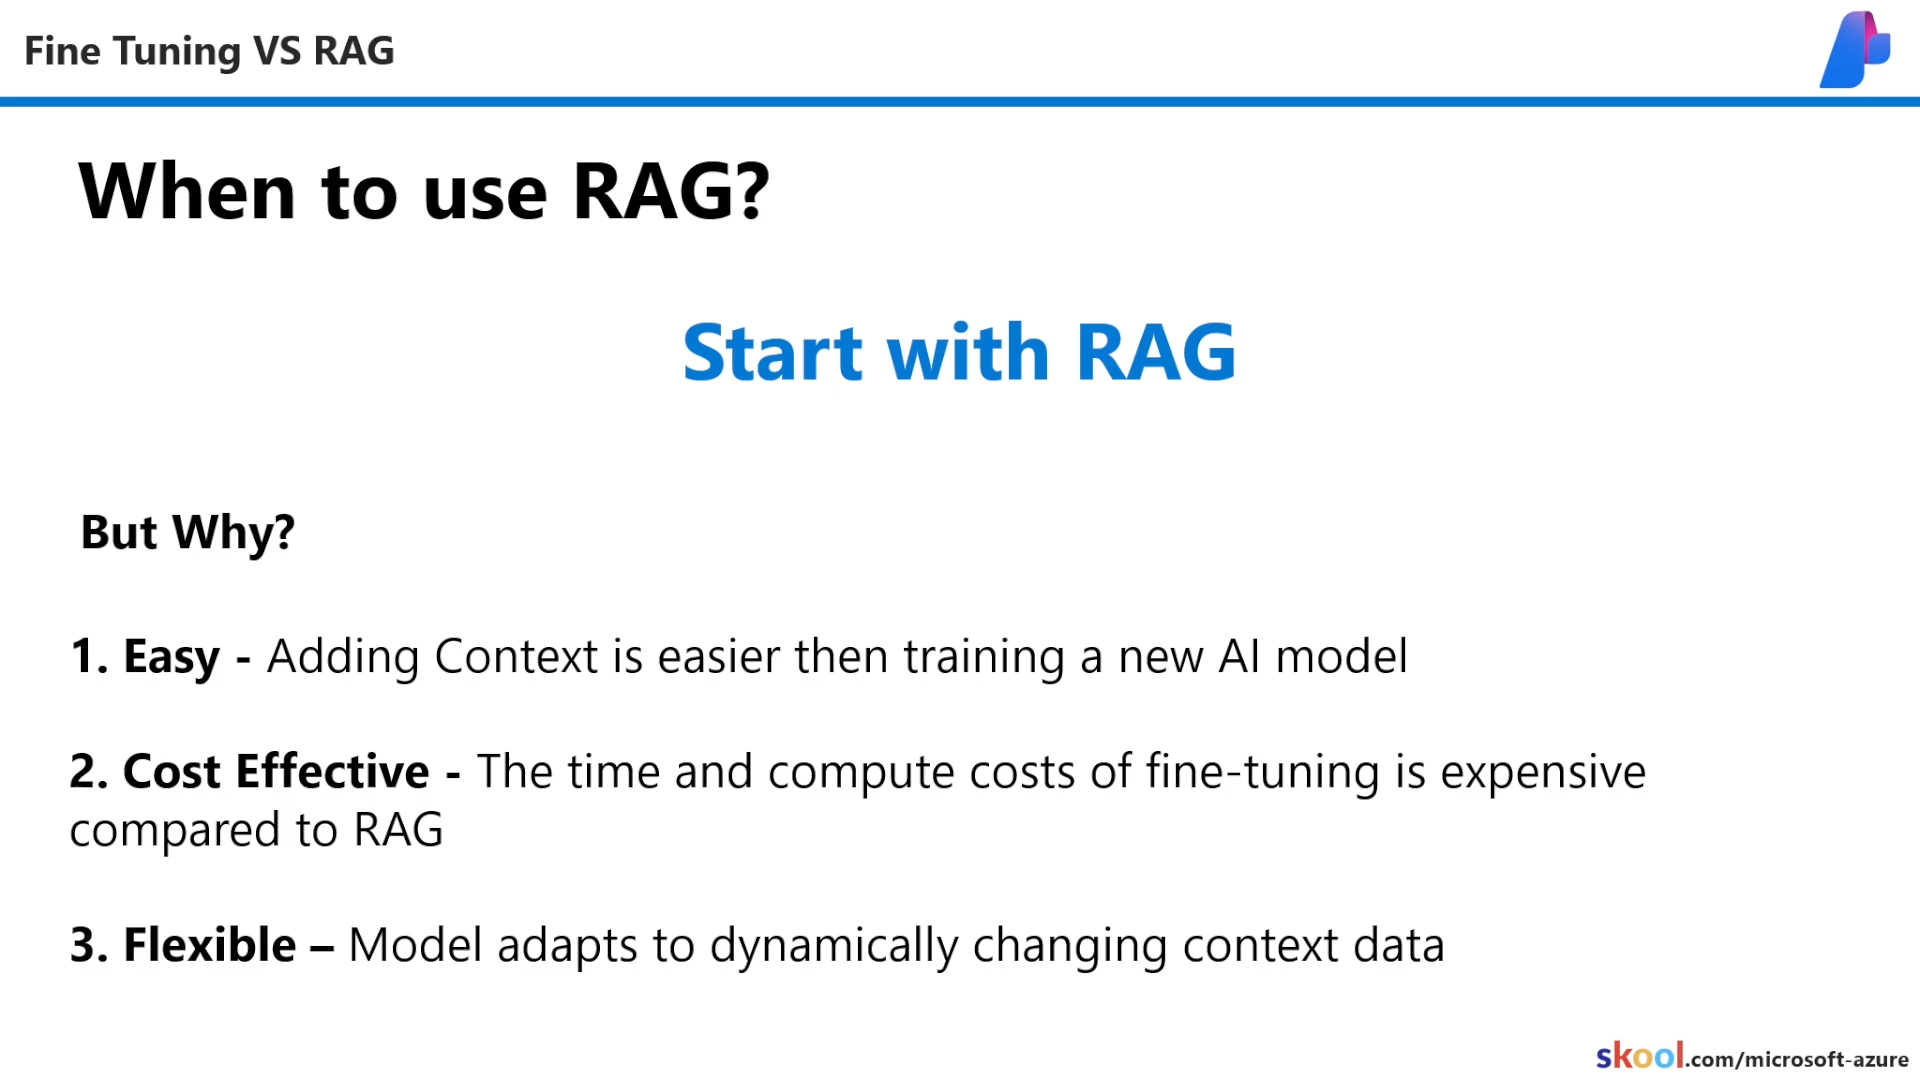 Fine Tuning VS RAG
When to use RAG?
Start with RAG
But Why?
1. Easy - Adding Context is easier then training a new AI model
2. Cost Effective - The time and compute costs of fine-tuning is expensive
compared to RAG
3. Flexible – Model adapts to dynamically changing context data
skool.com/microsoft-azure